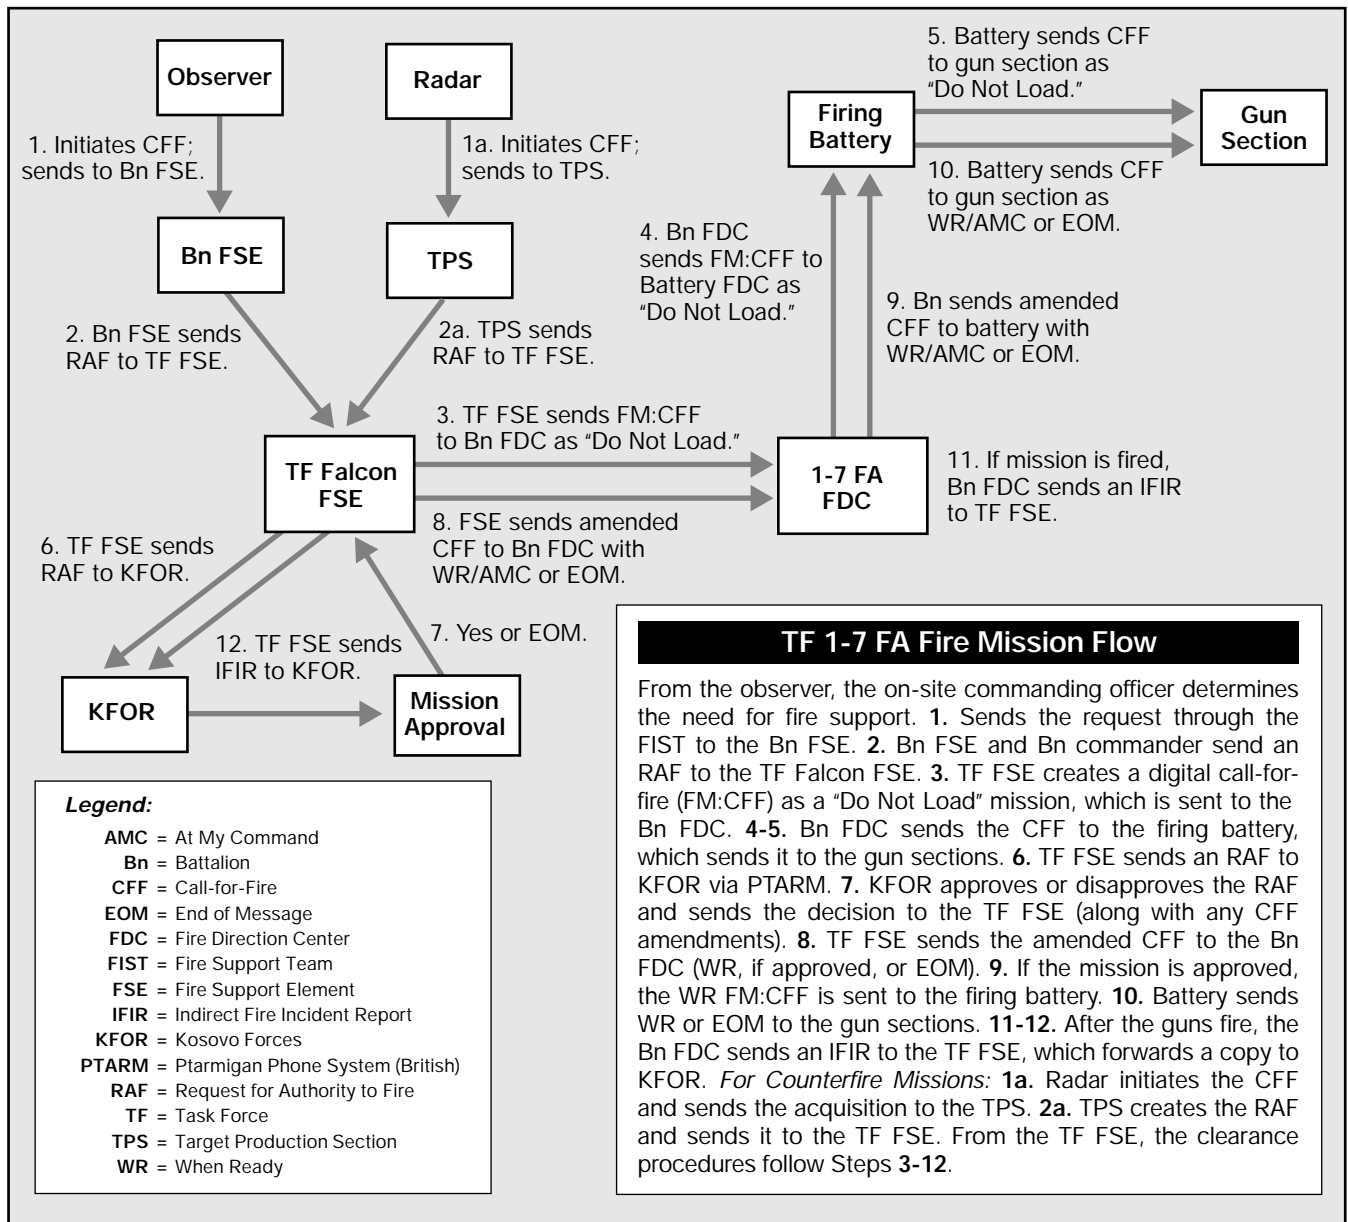 Observer
Radar
1. Initiates CFF;
sends to Bn FSE.
1a. Initiates CFF;
sends to TPS.
Bn FSE
TPS
2. Bn FSE sends
RAF to TF FSE.
2a. TPS sends
RAF to TF FSE.
5. Battery sends CFF
to gun section as
“Do Not Load.”
Firing
Battery
Gun
Section
10. Battery sends CFF
to gun section as
WR/AMC or EOM.
4. Bn FDC
sends FM:CFF to
Battery FDC as
“Do Not Load.”
9. Bn sends amended
CFF to battery with
WR/AMC or EOM.
3. TF FSE sends FM:CFF
to Bn FDC as “Do Not Load.”
TF Falcon
FSE
1-7 FA
FDC
11. If mission is fired,
Bn FDC sends an IFIR
to TF FSE.
8. FSE sends amended
CFF to Bn FDC with
WR/AMC or EOM.
6. TF FSE sends
RAF to KFOR.
7. Yes or EOM.
12. TF FSE sends
IFIR to KFOR.
KFOR
Mission
Approval
Legend:
AMC = At My Command
Bn = Battalion
CFF = Call-for-Fire
EOM = End of Message
FDC = Fire Direction Center
FIST = Fire Support Team
FSE = Fire Support Element
IFIR = Indirect Fire Incident Report
KFOR = Kosovo Forces
PTARM = Ptarmigan Phone System (British)
RAF = Request for Authority to Fire
TF = Task Force
TPS = Target Production Section
WR = When Ready
TF 1-7 FA Fire Mission Flow
From the observer, the on-site commanding officer determines
the need for fire support. 1. Sends the request through the
FIST to the Bn FSE. 2. Bn FSE and Bn commander send an
RAF to the TF Falcon FSE. 3. TF FSE creates a digital call-for-
fire (FM:CFF) as a “Do Not Load” mission, which is sent to the
Bn FDC. 4-5. Bn FDC sends the CFF to the firing battery,
which sends it to the gun sections. 6. TF FSE sends an RAF to
KFOR via PTARM. 7. KFOR approves or disapproves the RAF
and sends the decision to the TF FSE (along with any CFF
amendments). 8. TF FSE sends the amended CFF to the Bn
FDC (WR, if approved, or EOM). 9. If the mission is approved,
the WR FM:CFF is sent to the firing battery. 10. Battery sends
WR or EOM to the gun sections. 11-12. After the guns fire, the
Bn FDC sends an IFIR to the TF FSE, which forwards a copy to
KFOR. For Counterfire Missions: 1a. Radar initiates the CFF
and sends the acquisition to the TPS. 2a. TPS creates the RAF
and sends it to the TF FSE. From the TF FSE, the clearance
procedures follow Steps 3-12.